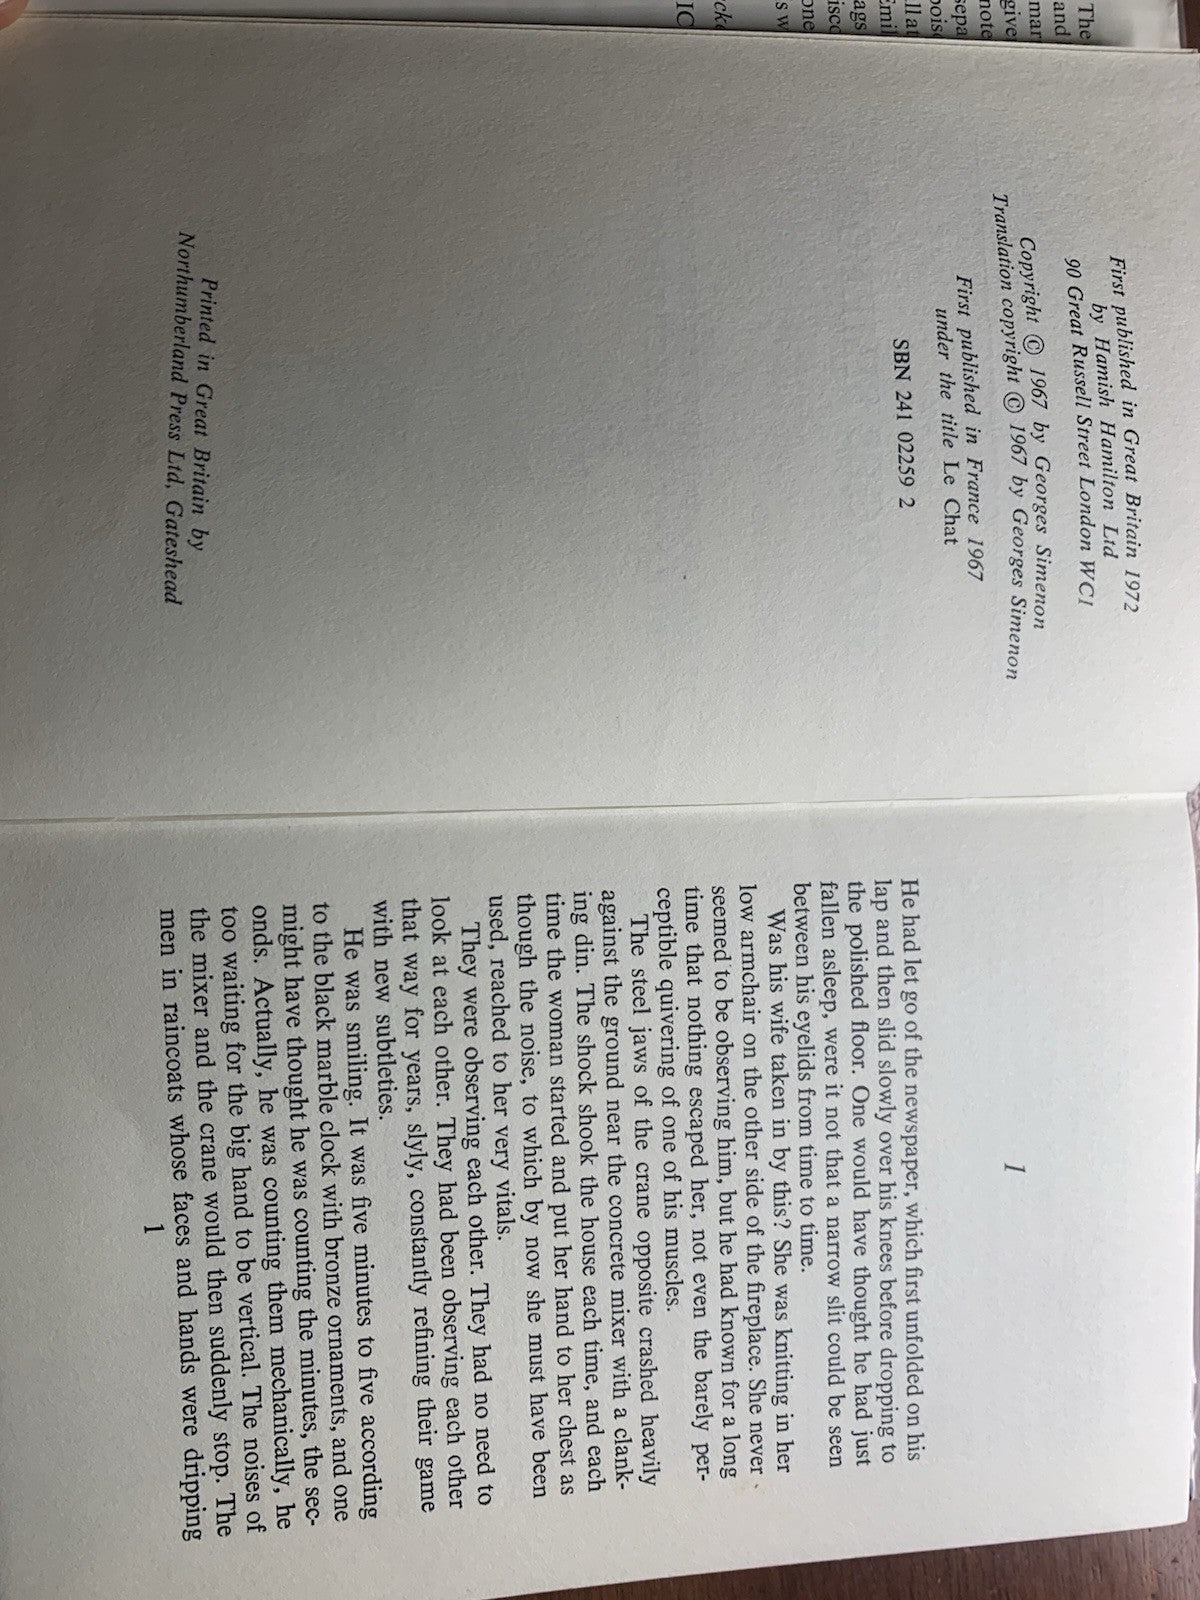 The
and
mar
give
note
sepa
pois
Emil
ags
isco
one
s w
IC
First published in Great Britain 1972
by Hamish Hamilton Ltd
90 Great Russell Street London WC1
Copyright © 1967 by Georges Simenon
Translation copyright © 1967 by Georges Simenon
First published in France 1967
under the title Le Chat
SBN 241 02259 2
Printed in Great Britain by
Northumberland Press Ltd, Gateshead
1
He had let go of the newspaper, which first unfolded on his
lap and then slid slowly over his knees before dropping to
the polished floor. One would have thought he had just
fallen asleep, were it not that a narrow slit could be seen
between his eyelids from time to time.
Was his wife taken in by this? She was knitting in her
low armchair on the other side of the fireplace. She never
seemed to be observing him, but he had known for a long
time that nothing escaped her, not even the barely per-
ceptible quivering of one of his muscles.
The steel jaws of the crane opposite crashed heavily
against the ground near the concrete mixer with a clank-
ing din. The shock shook the house each time, and each
time the woman started and put her hand to her chest as
though the noise, to which by now she must have been
used, reached to her very vitals.
They were observing each other. They had no need to
look at each other. They had been observing each other
that way for years, slyly, constantly refining their game
with new subtleties.
He was smiling. It was five minutes to five according
to the black marble clock with bronze ornaments, and one
might have thought he was counting the minutes, the sec-
onds. Actually, he was counting them mechanically, he
too waiting for the big hand to be vertical. The noises of
the mixer and the crane would then suddenly stop. The
men in raincoats whose faces and hands were dripping
1